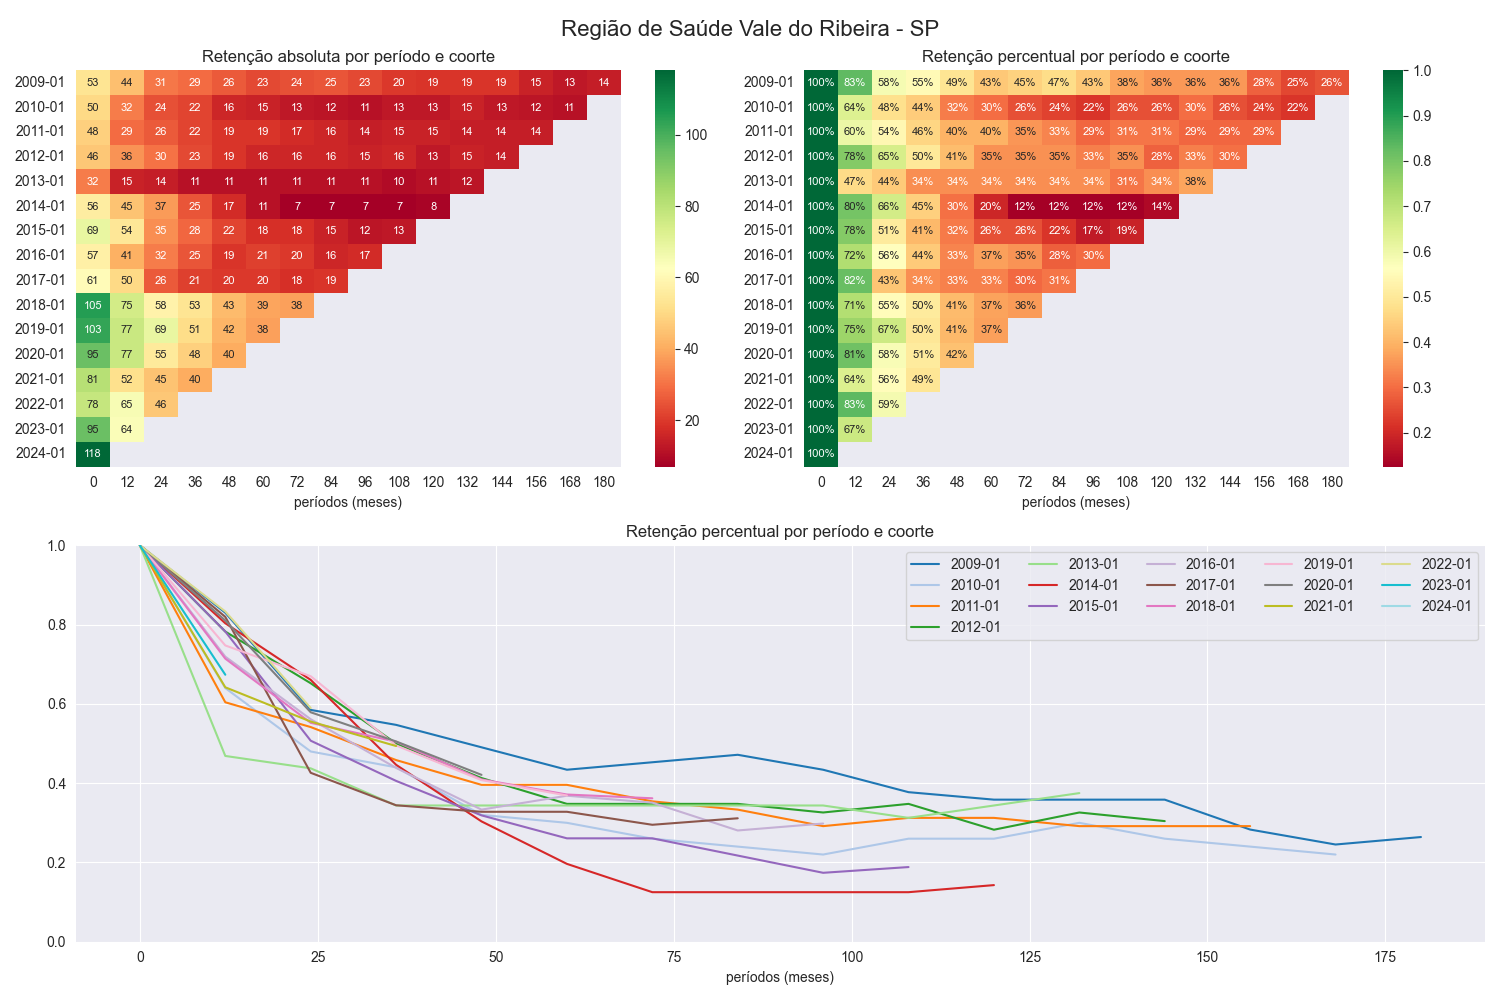 Região de Saúde Vale do Ribeira - SP
Retenção absoluta por período e coorte
2009-01 53 44 31 29 26 23 24 25 23 20 19 19 19 15 13 14
2010-01 50 32 24 22 16 15 13 12 11 13 13 15 13 12 11
2011-01 48 29 26 22 19 19 17 16 14 15 15 14 14 14
2012-01 46 36 30 23 19 16 16 16 15 16 13 15 14
2013-01 32 15 14 11 11 11 11 11 11 10 11 12
2014-01 56 45 37 25 17 11 7 7 7 7 8
2015-01 69 54 35 28 22 18 18 15 12 13
2016-01 57 41 32 25 19 21 20 16 17
2017-01 61 50 26 21 20 20 18 19
2018-01 105 75 58 53 43 39 38
2019-01 103 77 69 51 42 38
2020-01 95 77 55 48 40
2021-01 81 52 45 40
2022-01 78 65 46
2023-01 95 64
2024-01 118
0 12 24 36 48 60 72 84 96 108 120 132 144 156 168 180
períodos (meses)
100
80
60
40
20
Retenção percentual por período e coorte
2009-01 100% 83% 58% 55% 49% 43% 45% 47% 43% 38% 36% 36% 36% 28% 25% 26%
2010-01 100% 64% 48% 44% 32% 30% 26% 24% 22% 26% 26% 30% 26% 24% 22%
2011-01 100% 60% 54% 46% 40% 40% 35% 33% 29% 31% 31% 29% 29% 29%
2012-01 100% 78% 65% 50% 41% 35% 35% 35% 33% 35% 28% 33% 30%
2013-01 100% 47% 44% 34% 34% 34% 34% 34% 34% 31% 34% 38%
2014-01 100% 80% 66% 45% 30% 20% 12% 12% 12% 12% 14%
2015-01 100% 78% 51% 41% 32% 26% 26% 22% 17% 19%
2016-01 100% 72% 56% 44% 33% 37% 35% 28% 30%
2017-01 100% 82% 43% 34% 33% 33% 30% 31%
2018-01 100% 71% 55% 50% 41% 37% 36%
2019-01 100% 75% 67% 50% 41% 37%
2020-01 100% 81% 58% 51% 42%
2021-01 100% 64% 56% 49%
2022-01 100% 83% 59%
2023-01 100% 67%
2024-01 100%
0 12 24 36 48 60 72 84 96 108 120 132 144 156 168 180
períodos (meses)
1.0
0.9
0.8
0.7
0.6
0.5
0.4
0.3
0.2
Retenção percentual por período e coorte
1.0
0.8
0.6
0.4
0.2
0.0
2009-01 2013-01 2016-01 2019-01 2022-01
2010-01 2014-01 2017-01 2020-01 2023-01
2011-01 2015-01 2018-01 2021-01 2024-01
2012-01
0 25 50 75 100 125 150 175
períodos (meses)